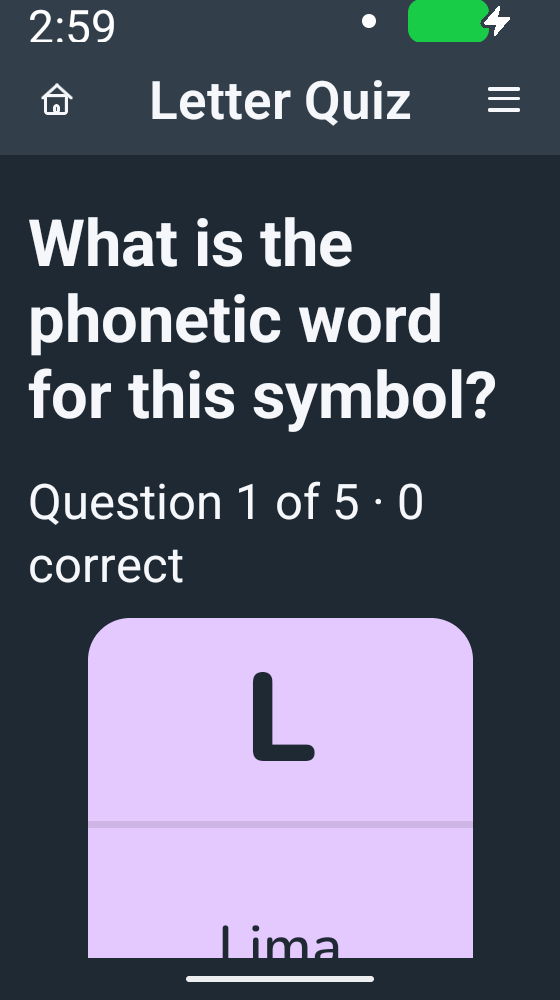 2:59
Letter Quiz
What is the
phonetic word
for this symbol?
Question 1 of 5 · 0
correct
L
Lima